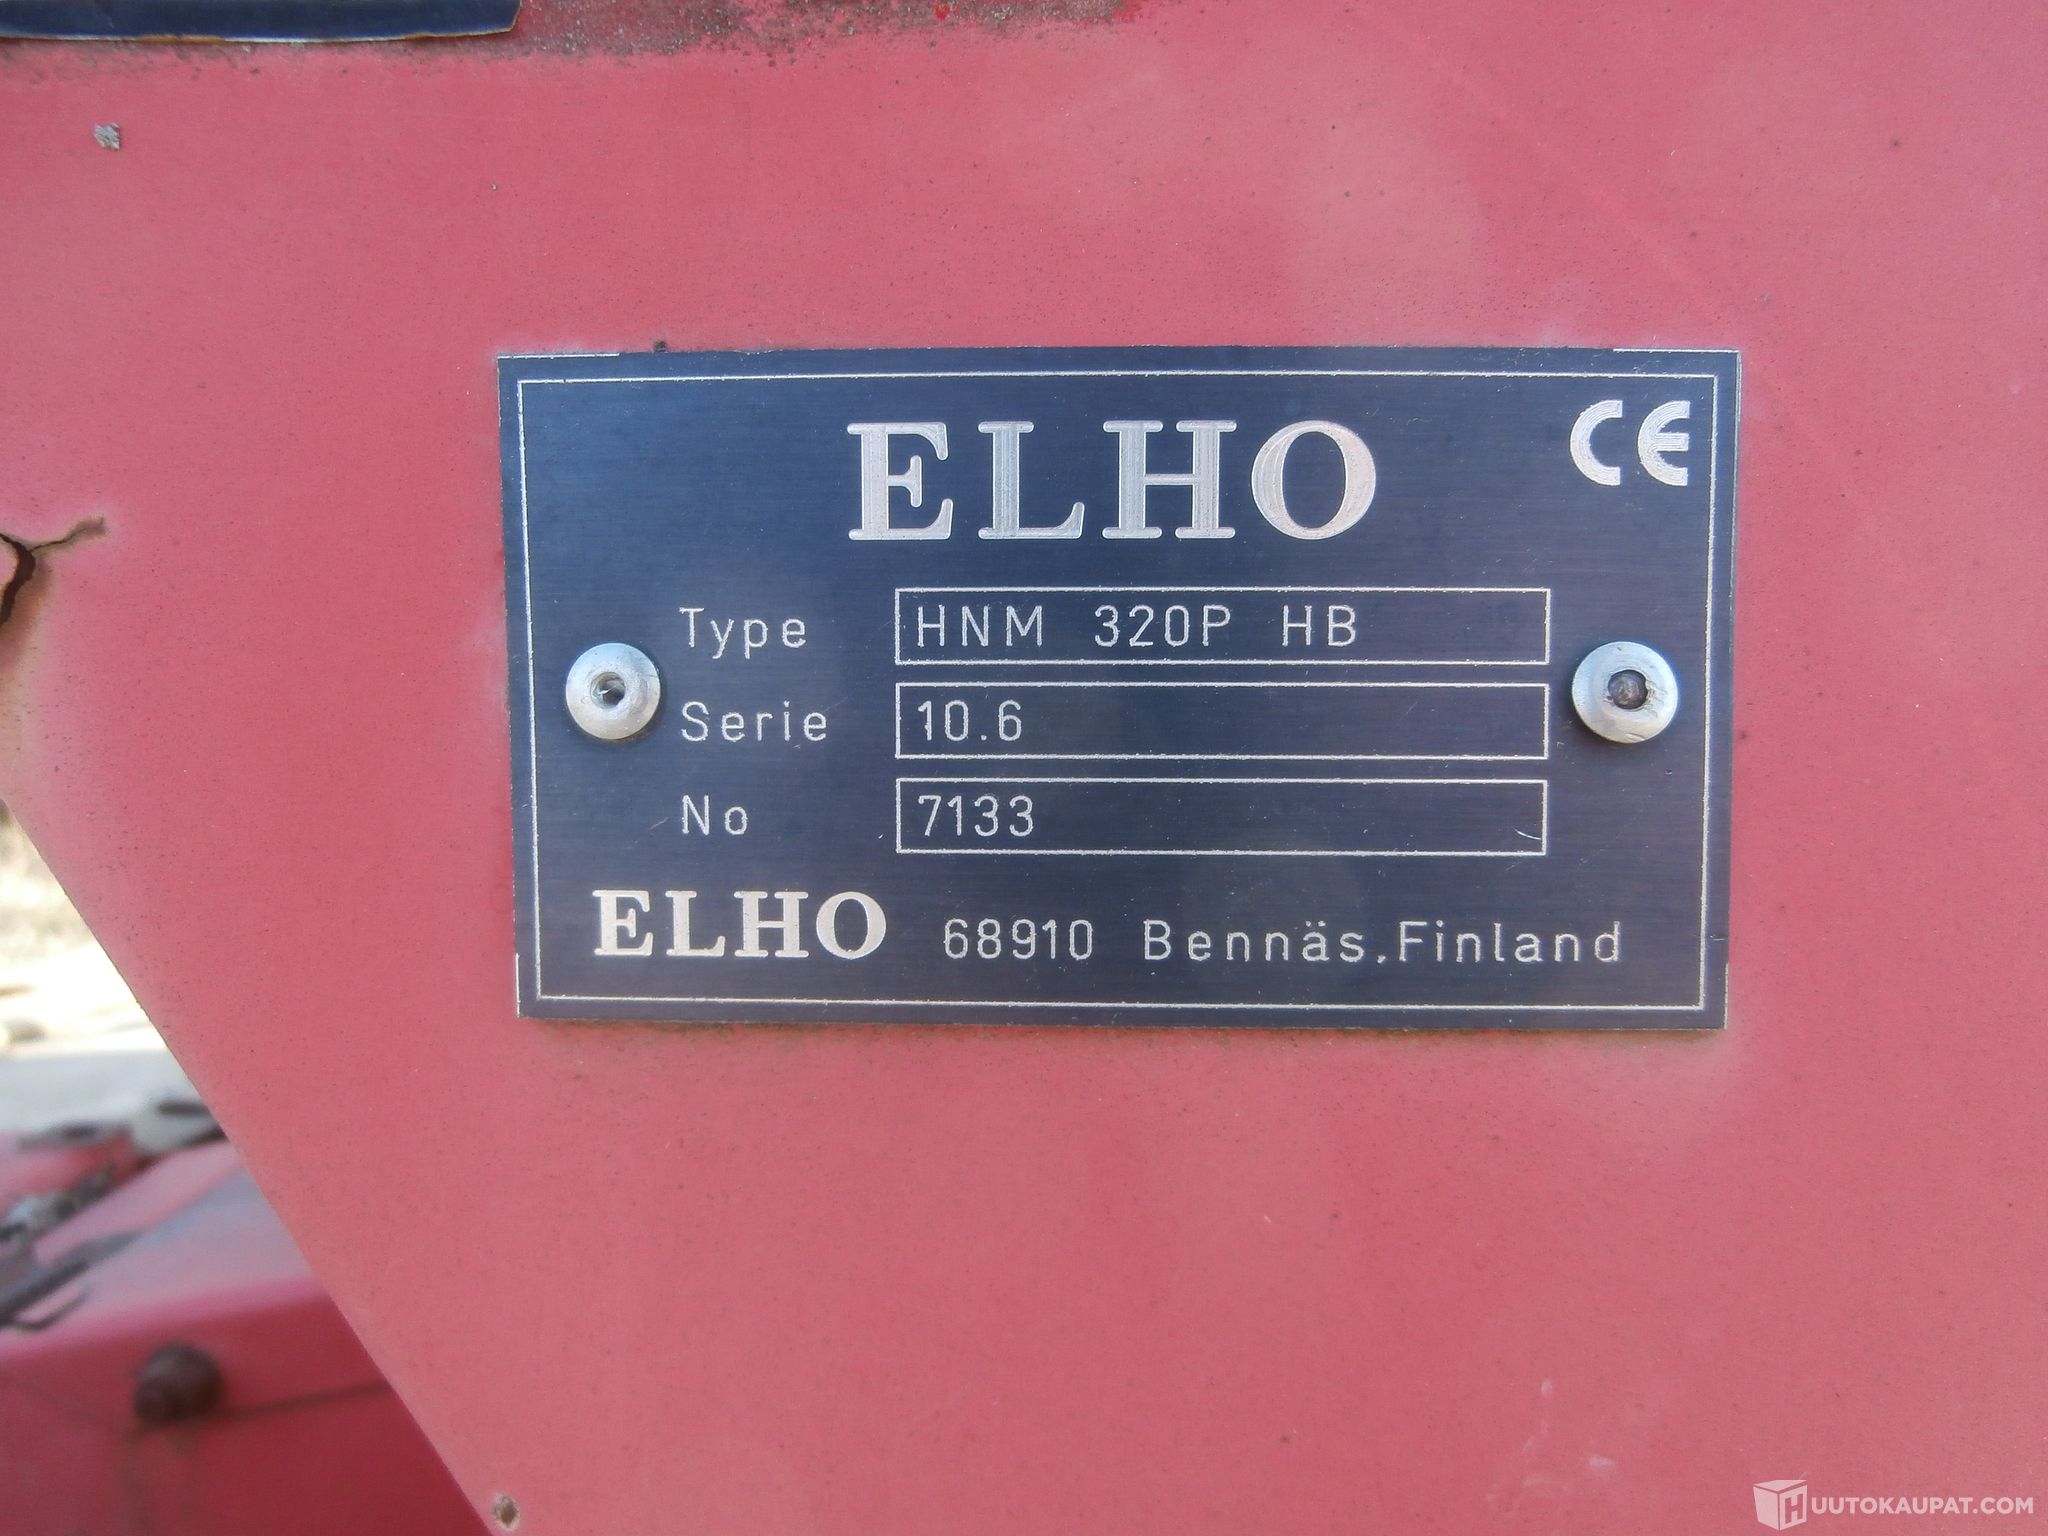 ELHO CE
Type HNM 320P HB
Serie 10.6
No 7133
ELHO 68910 Bennäs.Finland
HUUTOKAUPAT.COM